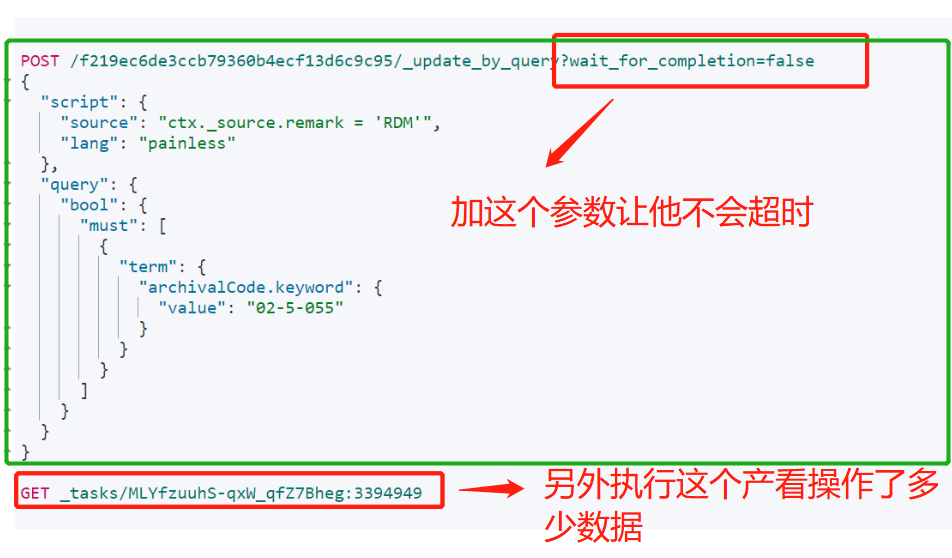 POST /f219ec6de3ccb79360b4ecf13d6c9c95/_update_by_query?wait_for_completion=false
{
"script": {
"source": "ctx._source.remark = 'RDM'",
"lang": "painless"
},
"query": {
"bool": {
"must": [
{
"term": {
"archivalCode.keyword": {
"value": "02-5-055"
}
}
}
]
}
}
}
加这个参数让他不会超时
GET _tasks/MLYfzuuhS-qxW_qfZ7Bheg:3394949
另外执行这个产看操作了多
少数据